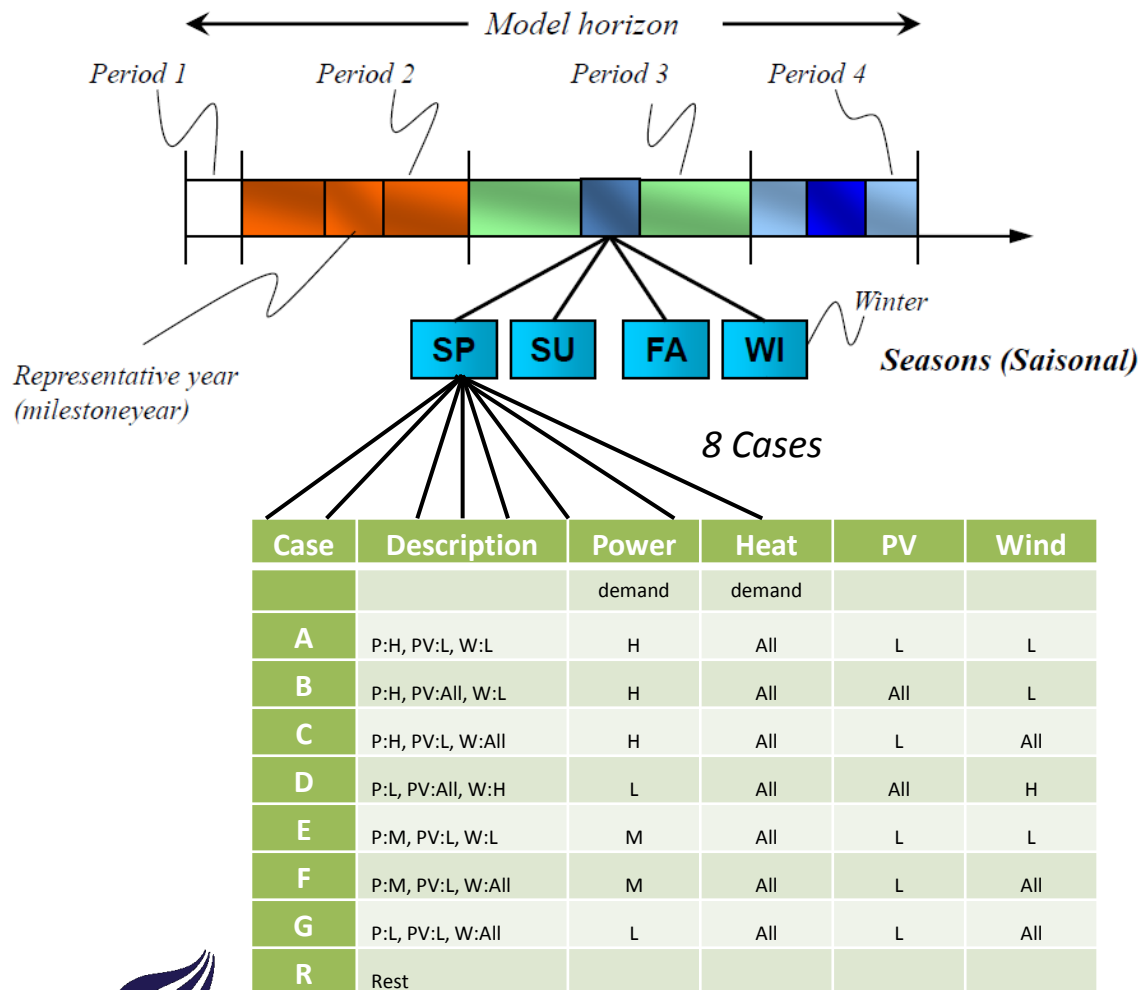 Model horizon
Period 1 Period 2 Period 3 Period 4
Winter
SP SU FA WI
Seasons (Saisonal)
Representative year
(milestoneyear)
8 Cases
Case Description Power Heat PV Wind
demand demand
A P:H, PV:L, W:L H All L L
B P:H, PV:All, W:L H All All L
C P:H, PV:L, W:All H All L All
D P:L, PV:All, W:H L All All H
E P:M, PV:L, W:L M All L L
F P:M, PV:L, W:All M All L All
G P:L, PV:L, W:All L All L All
R Rest